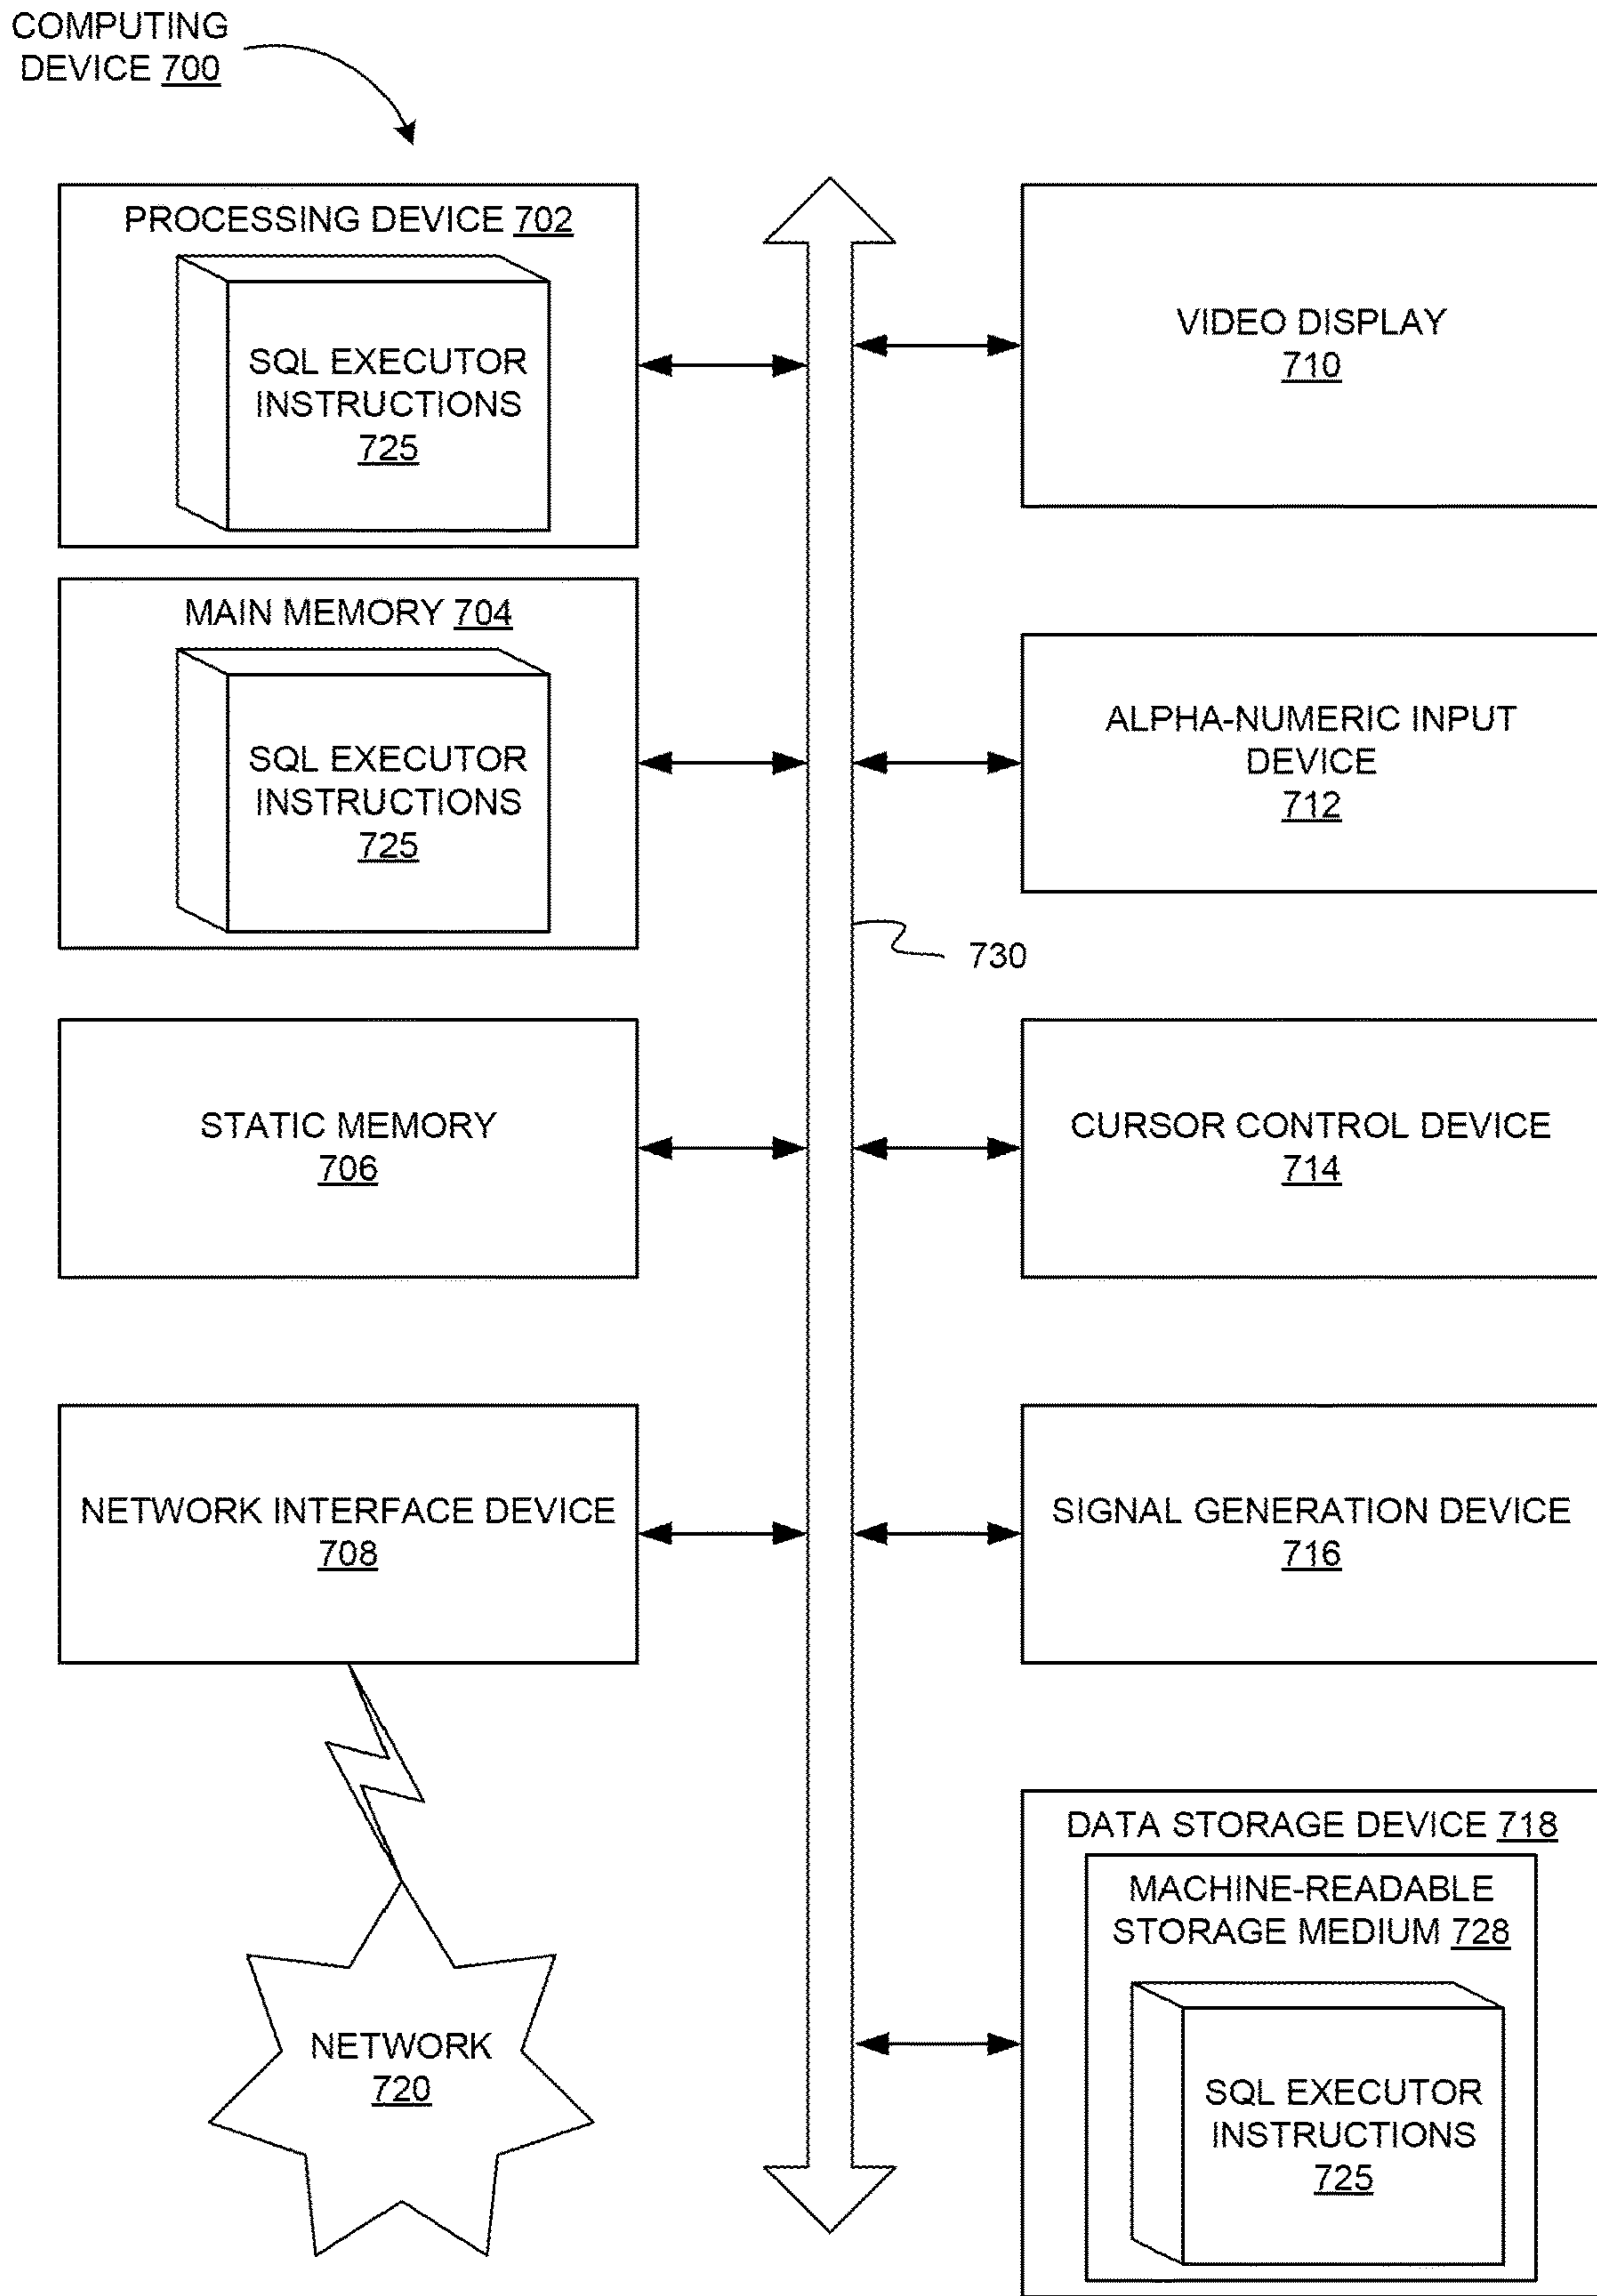 COMPUTING
DEVICE 700
PROCESSING DEVICE 702
SQL EXECUTOR
INSTRUCTIONS
725
MAIN MEMORY 704
SQL EXECUTOR
INSTRUCTIONS
725
STATIC MEMORY
706
NETWORK INTERFACE DEVICE
708
NETWORK
720
730
VIDEO DISPLAY
710
ALPHA-NUMERIC INPUT
DEVICE
712
CURSOR CONTROL DEVICE
714
SIGNAL GENERATION DEVICE
716
DATA STORAGE DEVICE 718
MACHINE-READABLE
STORAGE MEDIUM 728
SQL EXECUTOR
INSTRUCTIONS
725